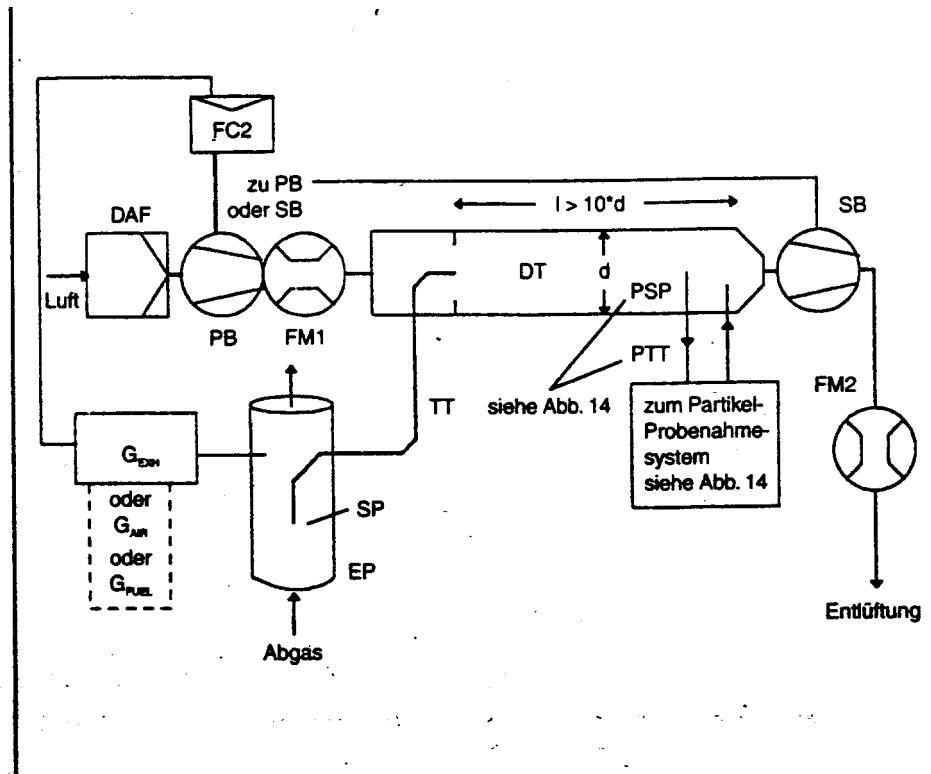 FC2
zu PB
oder SB
l > 10*d
SB
DAF
DT
d
PSP
Luft
PB
FM1
PTT
FM2
TT
siehe Abb. 14
zum Partikel-
Probenahme-
system
siehe Abb. 14
G_EXH
oder
G_AIR
oder
G_FUEL
SP
EP
Entlüftung
Abgas